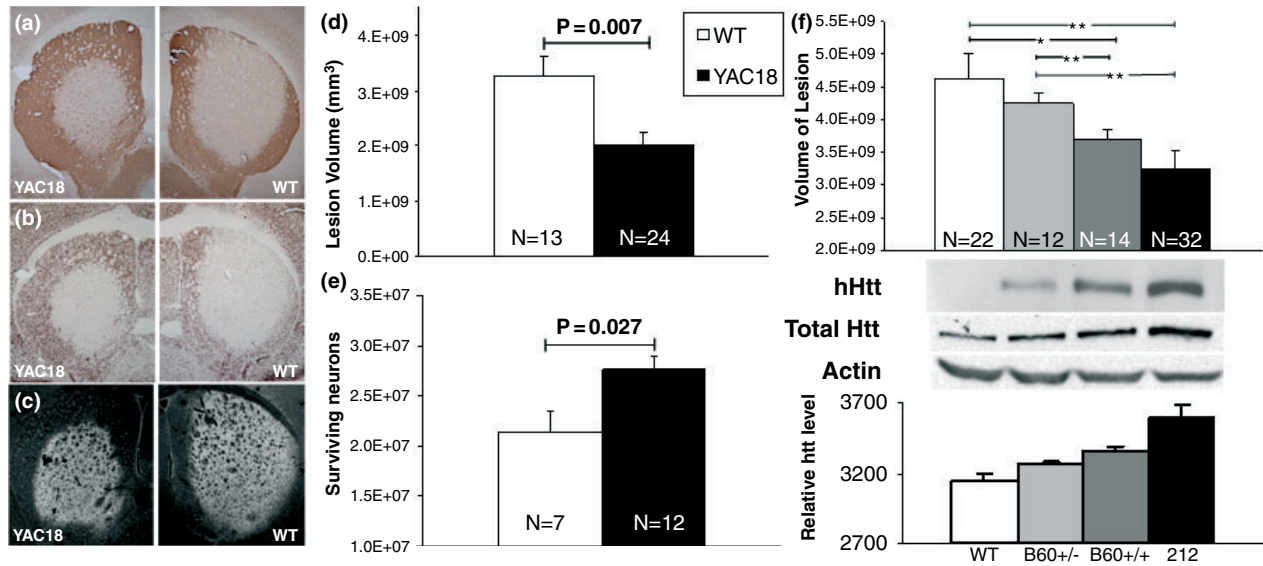 (a)
YAC18
WT
(b)
YAC18
WT
(c)
YAC18
WT
(d)
Lesion Volume (mm³)
4.E+09
3.E+09
2.E+09
1.E+09
0.E+00
P = 0.007
N=13
N=24
WT
YAC18
(e)
Surviving neurons
3.5E+07
3.0E+07
2.5E+07
2.0E+07
1.5E+07
1.0E+07
P = 0.027
N=7
N=12
(f)
Volume of Lesion
5.5E+09
5.0E+09
4.5E+09
4.0E+09
3.5E+09
3.0E+09
2.5E+09
2.0E+09
**
*
**
**
N=22
N=12
N=14
N=32
hHtt
Total Htt
Actin
Relative htt level
3700
3200
2700
WT
B60+/-
B60+/+
212